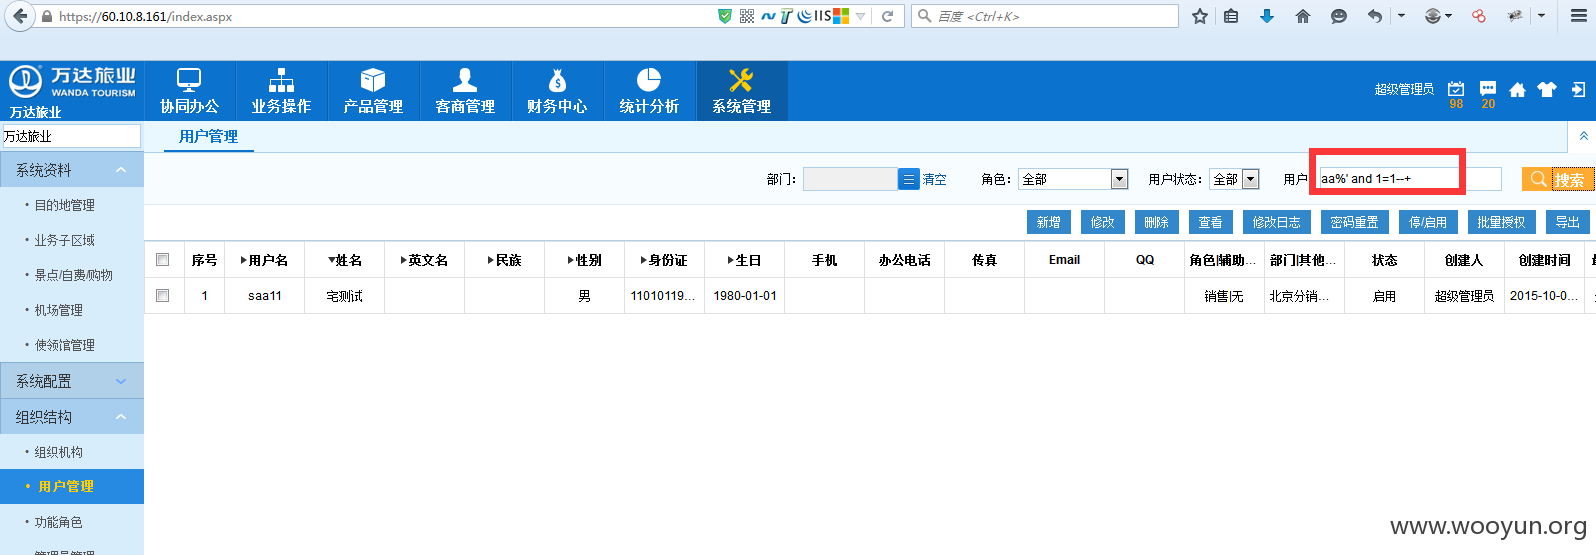 https://60.10.8.161/index.aspx
IIS
百度 <Ctrl+K>
万达旅业
WANDA TOURISM
万达旅业
协同办公
业务操作
产品管理
客商管理
财务中心
统计分析
系统管理
超级管理员
98
20
万达旅业
用户管理
系统资料
• 目的地管理
• 业务子区域
• 景点/自费/购物
• 机场管理
• 使领馆管理
系统配置
组织结构
• 组织机构
• 用户管理
• 功能角色
部门:
清空
角色: 全部
用户状态: 全部
用户
aa%' and 1=1--+
搜索
新增 修改 删除 查看 修改日志 密码重置 停/启用 批量授权 导出
序号 用户名 姓名 英文名 民族 性别 身份证 生日 手机 办公电话 传真 Email QQ 角色|辅助... 部门|其他... 状态 创建人 创建时间
1 saa11 宅测试 男 11010119... 1980-01-01 销售|无 北京分销... 启用 超级管理员 2015-10-0...
www.wooyun.org